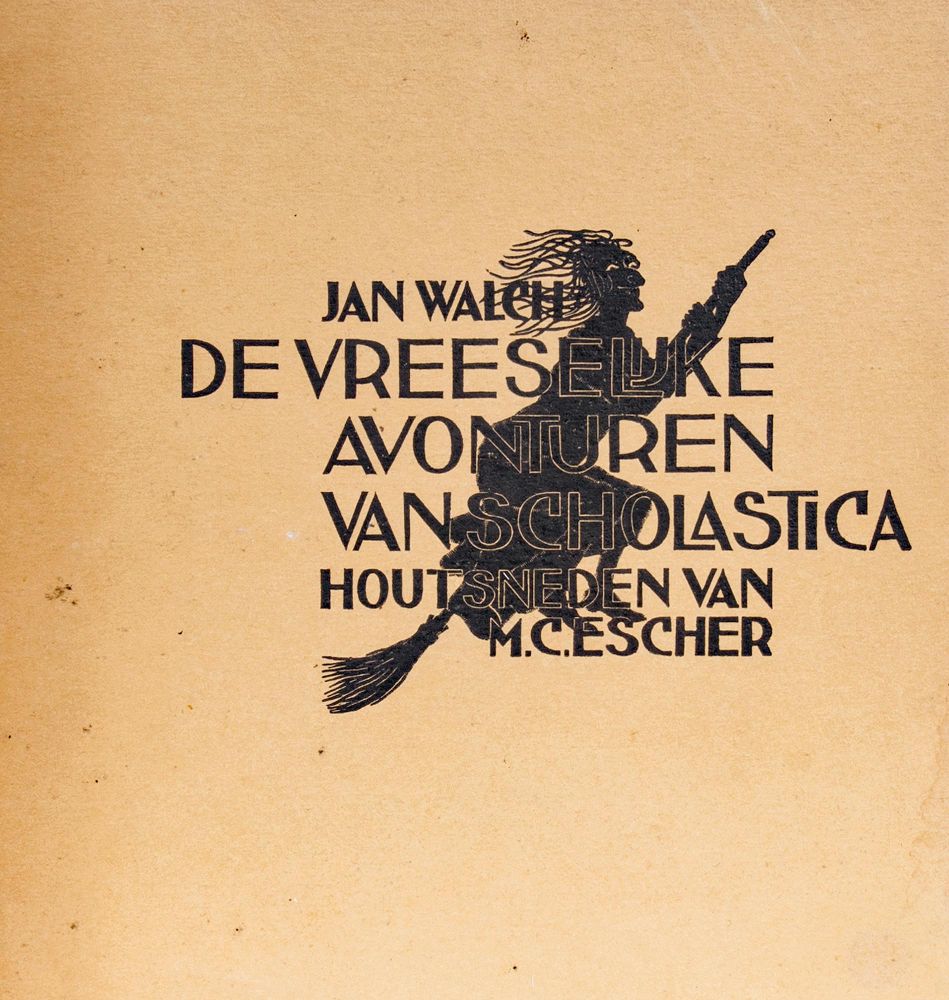 JAN WALCH
DE VREESELIJKE
AVONTUREN
VAN SCHOLASTICA
HOUTSNEDEN VAN
M.C.ESCHER